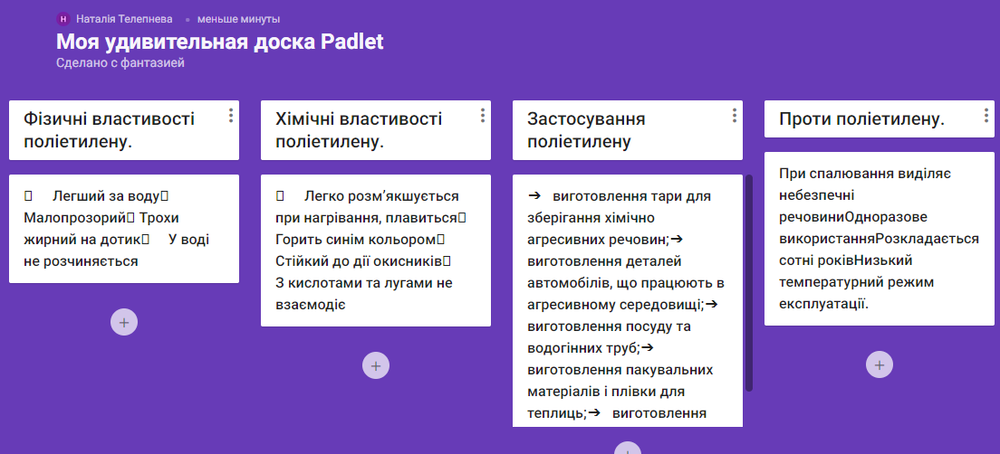 Н Наталія Телепнева • меньше минуты
Моя удивительная доска Padlet
Сделано с фантазией
Фізичні властивості
поліетилену.
▯ Легший за воду▯
Малопрозорий▯ Трохи
жирний на дотик▯ У воді
не розчиняється
Хімічні властивості
поліетилену.
▯ Легко розм’якшується
при нагрівання, плавиться▯
Горить синім кольором▯
Стійкий до дії окисників▯
З кислотами та лугами не
взаємодіє
Застосування
поліетилену
➔ виготовлення тари для
зберігання хімічно
агресивних речовин;➔
виготовлення деталей
автомобілів, що працюють в
агресивному середовищі;➔
виготовлення посуду та
водогінних труб;➔
виготовлення пакувальних
матеріалів і плівки для
теплиць;➔ виготовлення
Проти поліетилену.
При спалювання виділяє
небезпечні
речовиниОдноразове
використанняРозкладається
сотні роківНизький
температурний режим
експлуатації.